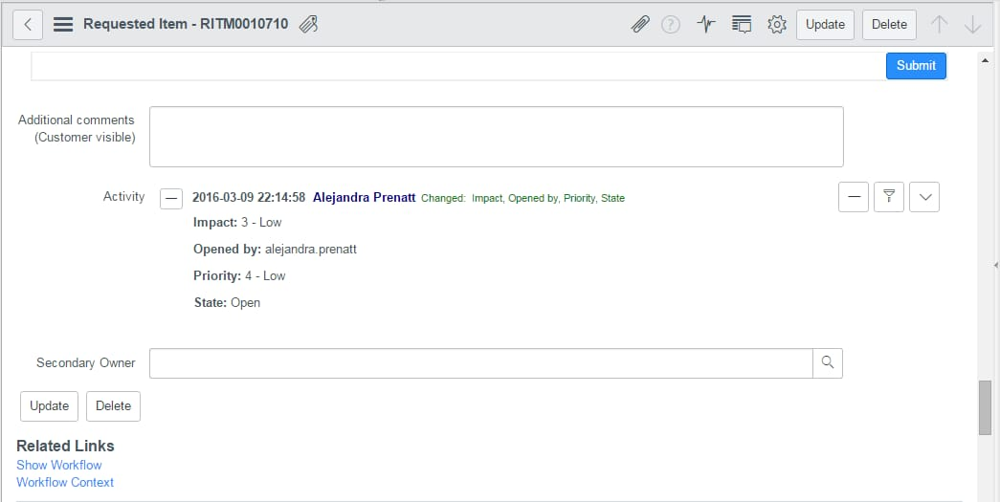 Requested Item - RITM0010710
Update
Delete
Submit
Additional comments
(Customer visible)
Activity
2016-03-09 22:14:58 Alejandra Prenatt Changed: Impact, Opened by, Priority, State
Impact: 3 - Low
Opened by: alejandra.prenatt
Priority: 4 - Low
State: Open
Secondary Owner
Update
Delete
Related Links
Show Workflow
Workflow Context